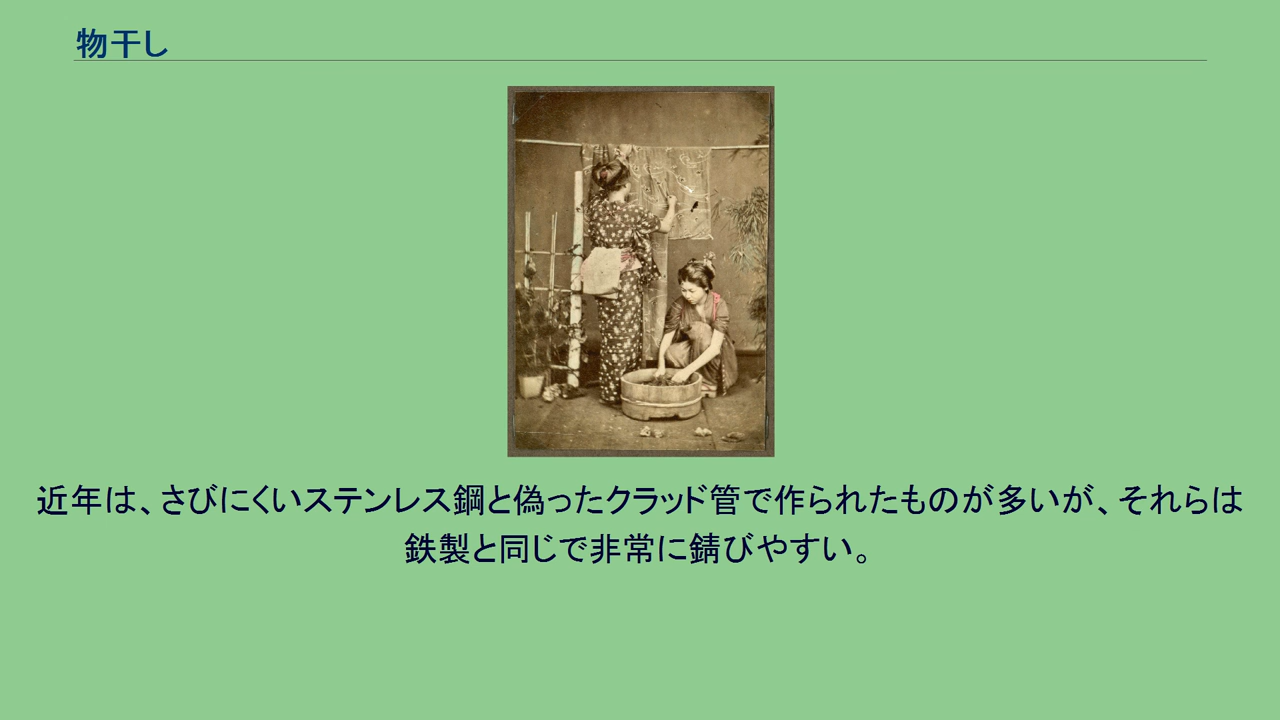 物干し
近年は、さびにくいステンレス鋼と偽ったクラッド管で作られたものが多いが、それらは
鉄製と同じで非常に錆びやすい。